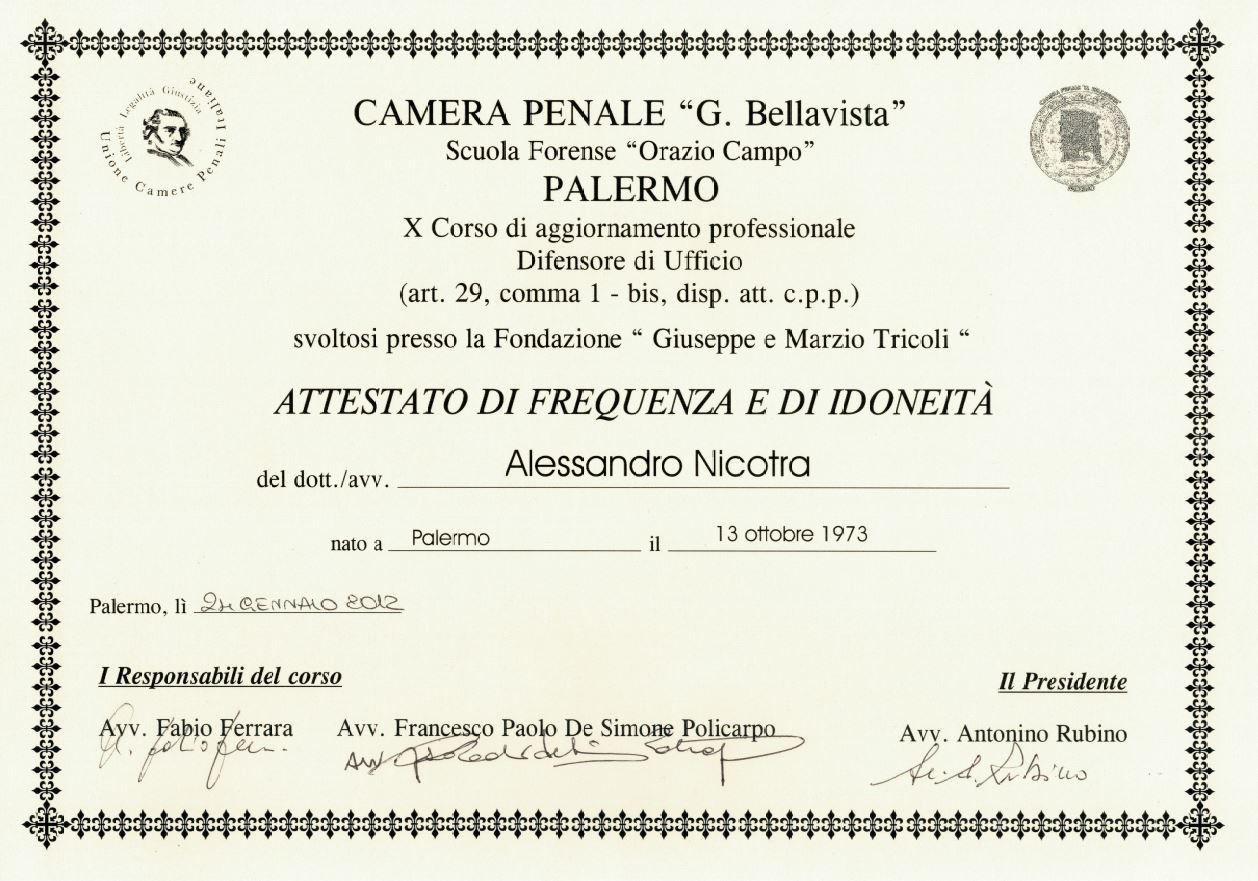 Libertà Legalità Giustizia
Unione Camere Penali Italiane
CAMERA PENALE “G. Bellavista”
Scuola Forense “Orazio Campo”
PALERMO
X Corso di aggiornamento professionale
Difensore di Ufficio
(art. 29, comma 1 - bis, disp. att. c.p.p.)
svoltosi presso la Fondazione “ Giuseppe e Marzio Tricoli “
ATTESTATO DI FREQUENZA E DI IDONEITÀ
del dott./avv. Alessandro Nicotra
nato a Palermo il 13 ottobre 1973
Palermo, lì 24 GENNAIO 2012
I Responsabili del corso
Il Presidente
Avv. Fabio Ferrara Avv. Francesco Paolo De Simone Policarpo
Avv. Antonino Rubino